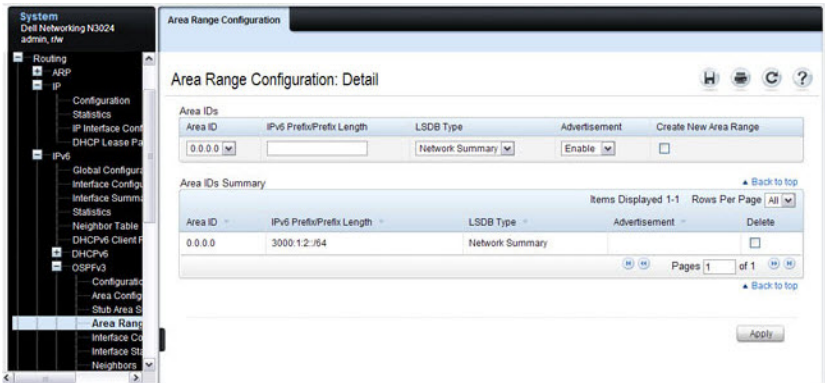 System
Dell Networking N3024
admin, r/w
Routing
ARP
IP
Configuration
Statistics
IP Interface Conf
DHCP Lease Pa
IPv6
Global Configura
Interface Configu
Interface Summa
Statistics
Neighbor Table
DHCPv6 Client P
DHCPv6
OSPFv3
Configuratio
Area Config
Stub Area S
Area Rang
Interface Co
Interface Sta
Neighbors
Area Range Configuration
Area Range Configuration: Detail
Area IDs
Area ID IPv6 Prefix/Prefix Length LSDB Type Advertisement Create New Area Range
0.0.0.0 Network Summary Enable
Area IDs Summary
Back to top
Items Displayed 1-1 Rows Per Page All
Area ID IPv6 Prefix/Prefix Length LSDB Type Advertisement Delete
0.0.0.0 3000:1:2::/64 Network Summary
Pages 1 of 1
Back to top
Apply